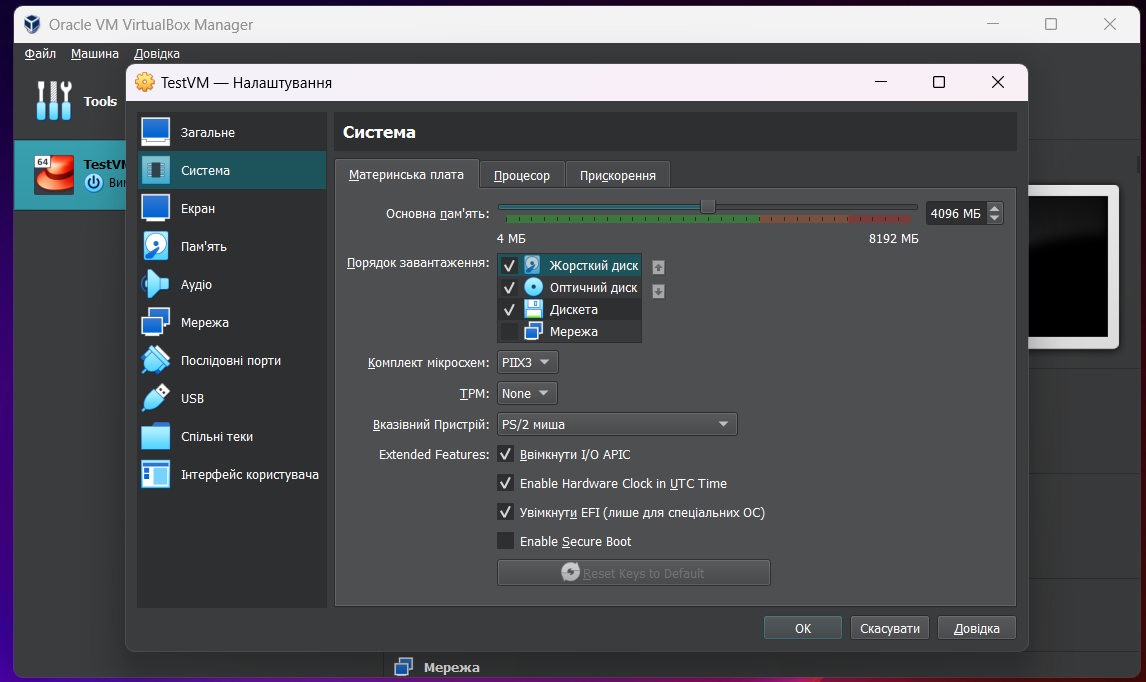 Oracle VM VirtualBox Manager
Файл Машина Довідка
TestVM — Налаштування
Tools
64
TestVM
Загальне
Система
Екран
Пам'ять
Аудіо
Мережа
Послідовні порти
USB
Спільні теки
Інтерфейс користувача
Система
Материнська плата Процесор Прискорення
Основна пам'ять: 4096 МБ
4 МБ 8192 МБ
Порядок завантаження: Жорсткий диск
Оптичний диск
Дискета
Мережа
Комплект мікросхем: PIIX3
TPM: None
Вказівний Пристрій: PS/2 миша
Extended Features: Ввімкнути I/O APIC
Enable Hardware Clock in UTC Time
Увімкнути EFI (лише для спеціальних ОС)
Enable Secure Boot
Reset Keys to Default
OK Скасувати Довідка
Мережа